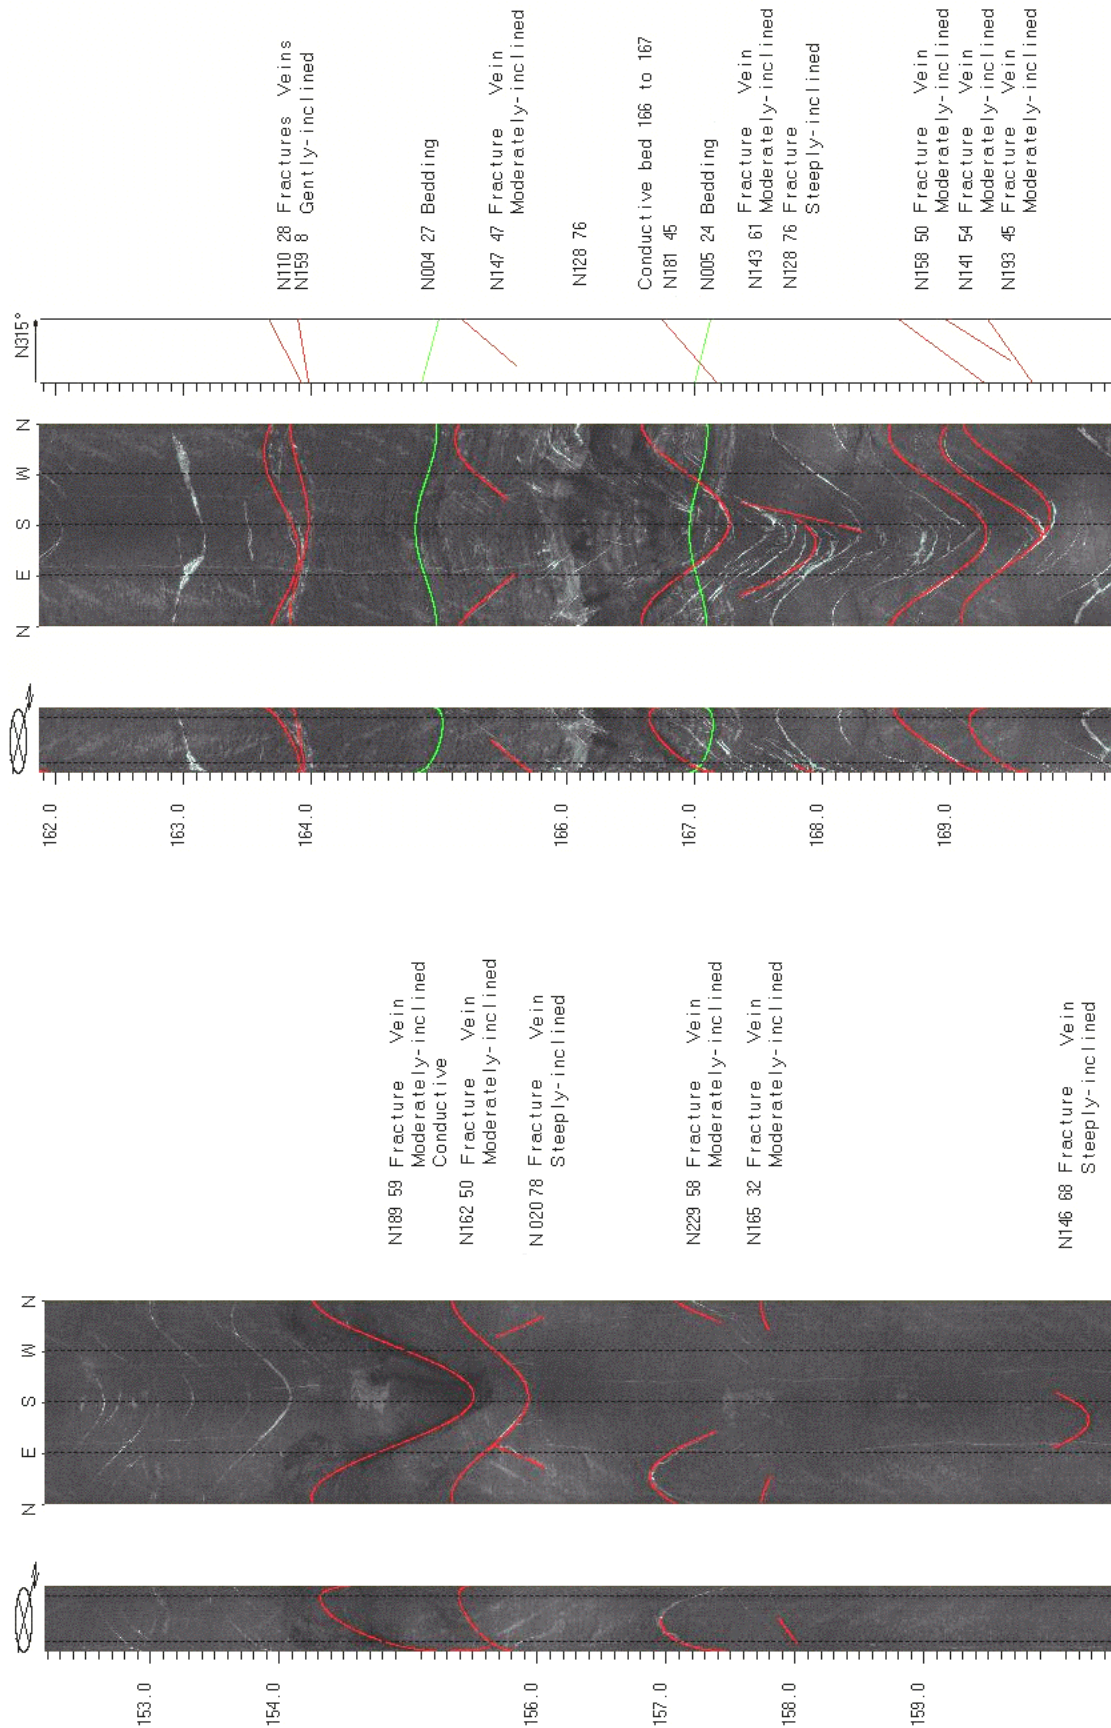 N315°
N W S E N
162.0
163.0
164.0
166.0
167.0
168.0
169.0
N110 28 Fractures Veins
N159 8 Gently-inclined
N004 27 Bedding
N147 47 Fracture Vein
Moderately-inclined
N128 76
Conductive bed 166 to 167
N181 45
N005 24 Bedding
N143 61 Fracture Vein
Moderately-inclined
N128 76 Fracture
Steeply-inclined
N158 50 Fracture Vein
Moderately-inclined
N141 54 Fracture Vein
Moderately-inclined
N193 45 Fracture Vein
Moderately-inclined
N W S E N
153.0
154.0
156.0
157.0
158.0
159.0
N189 59 Fracture Vein
Moderately-inclined
Conductive
N162 50 Fracture Vein
Moderately-inclined
N 020 78 Fracture Vein
Steeply-inclined
N229 58 Fracture Vein
Moderately-inclined
N165 32 Fracture Vein
Moderately-inclined
N146 68 Fracture Vein
Steeply-inclined